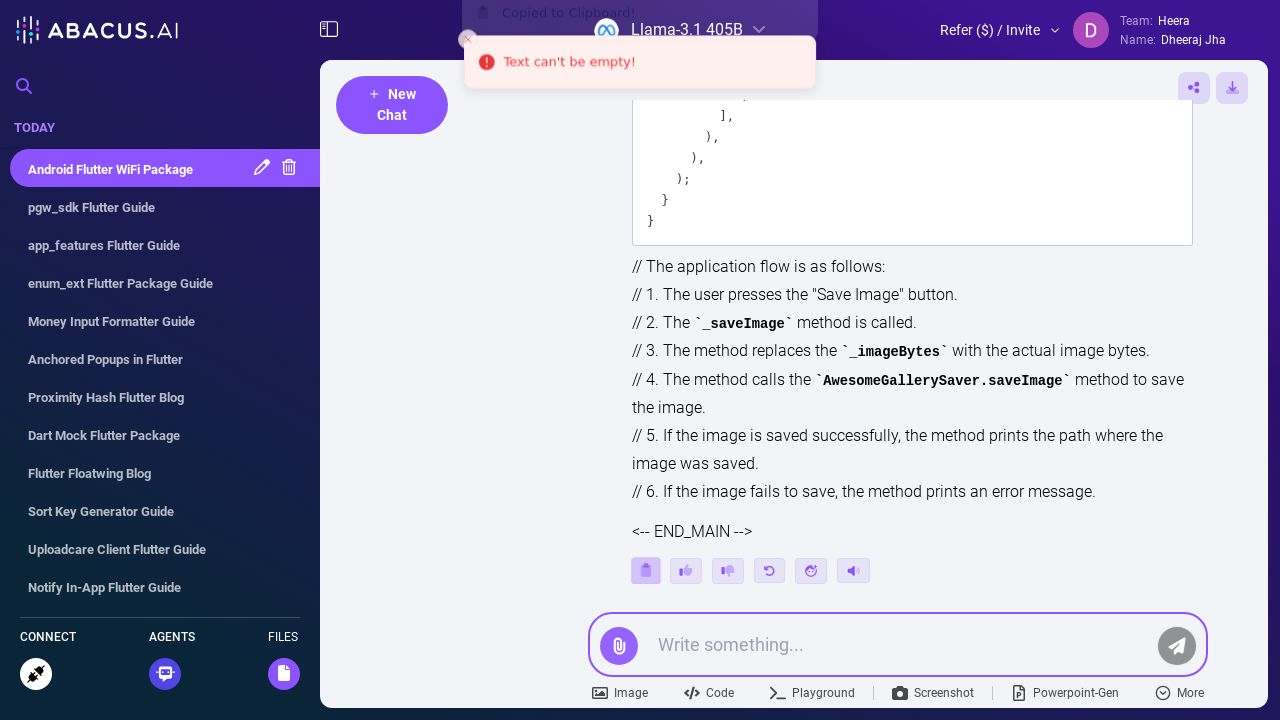 ABACUS.AI
Copied to Clipboard!
Llama-3.1 405B
Refer ($) / Invite
Team: Heera
Name: Dheeraj Jha
D
Text can't be empty!
+ New
Chat
TODAY
Android Flutter WiFi Package
pgw_sdk Flutter Guide
app_features Flutter Guide
enum_ext Flutter Package Guide
Money Input Formatter Guide
Anchored Popups in Flutter
Proximity Hash Flutter Blog
Dart Mock Flutter Package
Flutter Floatwing Blog
Sort Key Generator Guide
Uploadcare Client Flutter Guide
Notify In-App Flutter Guide
CONNECT
AGENTS
FILES
],
),
),
);
}
}
// The application flow is as follows:
// 1. The user presses the "Save Image" button.
// 2. The `_saveImage` method is called.
// 3. The method replaces the `_imageBytes` with the actual image bytes.
// 4. The method calls the `AwesomeGallerySaver.saveImage` method to save
the image.
// 5. If the image is saved successfully, the method prints the path where the
image was saved.
// 6. If the image fails to save, the method prints an error message.
<-- END_MAIN -->
Write something...
Image
Code
Playground
Screenshot
Powerpoint-Gen
More